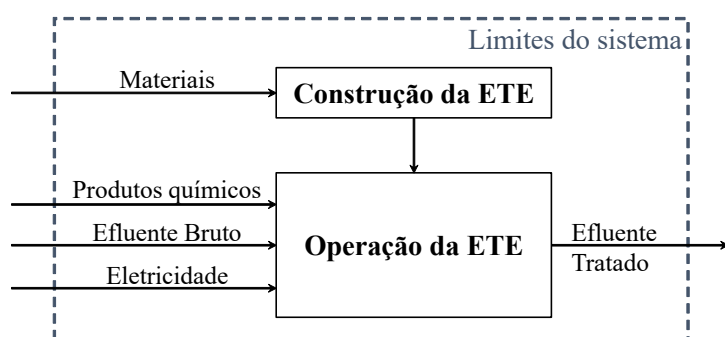 Limites do sistema
Materiais
Construção da ETE
Produtos químicos
Efluente Bruto
Eletricidade
Operação da ETE
Efluente
Tratado